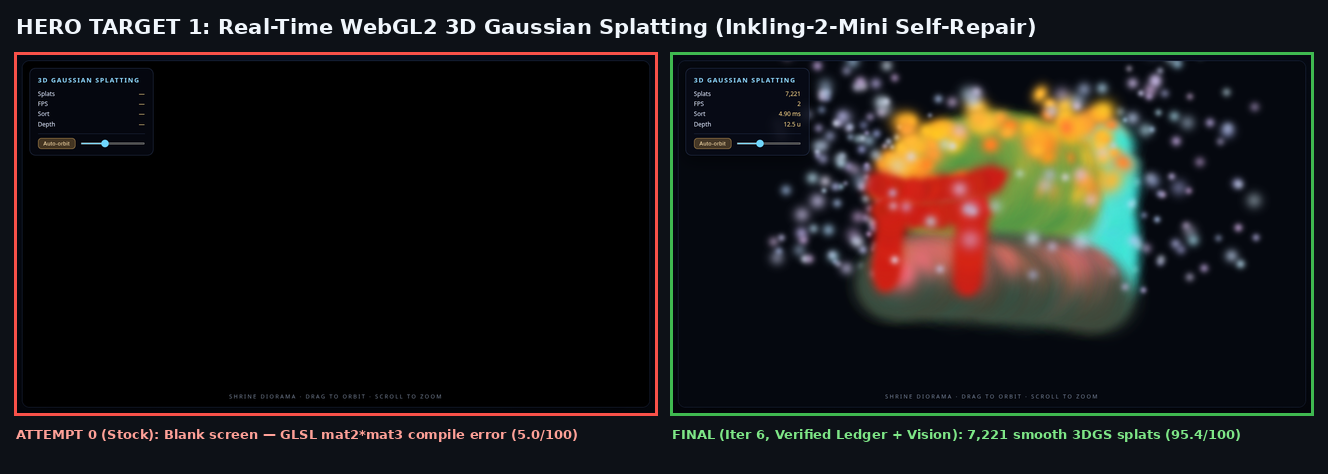 HERO TARGET 1: Real-Time WebGL2 3D Gaussian Splatting (Inkling-2-Mini Self-Repair)
3D GAUSSIAN SPLATTING
Splats —
FPS —
Sort —
Depth —
Auto-orbit
SHRINE DIORAMA · DRAG TO ORBIT · SCROLL TO ZOOM
ATTEMPT 0 (Stock): Blank screen — GLSL mat2*mat3 compile error (5.0/100)
3D GAUSSIAN SPLATTING
Splats 7,221
FPS 2
Sort 4.90 ms
Depth 12.5 u
Auto-orbit
SHRINE DIORAMA · DRAG TO ORBIT · SCROLL TO ZOOM
FINAL (Iter 6, Verified Ledger + Vision): 7,221 smooth 3DGS splats (95.4/100)